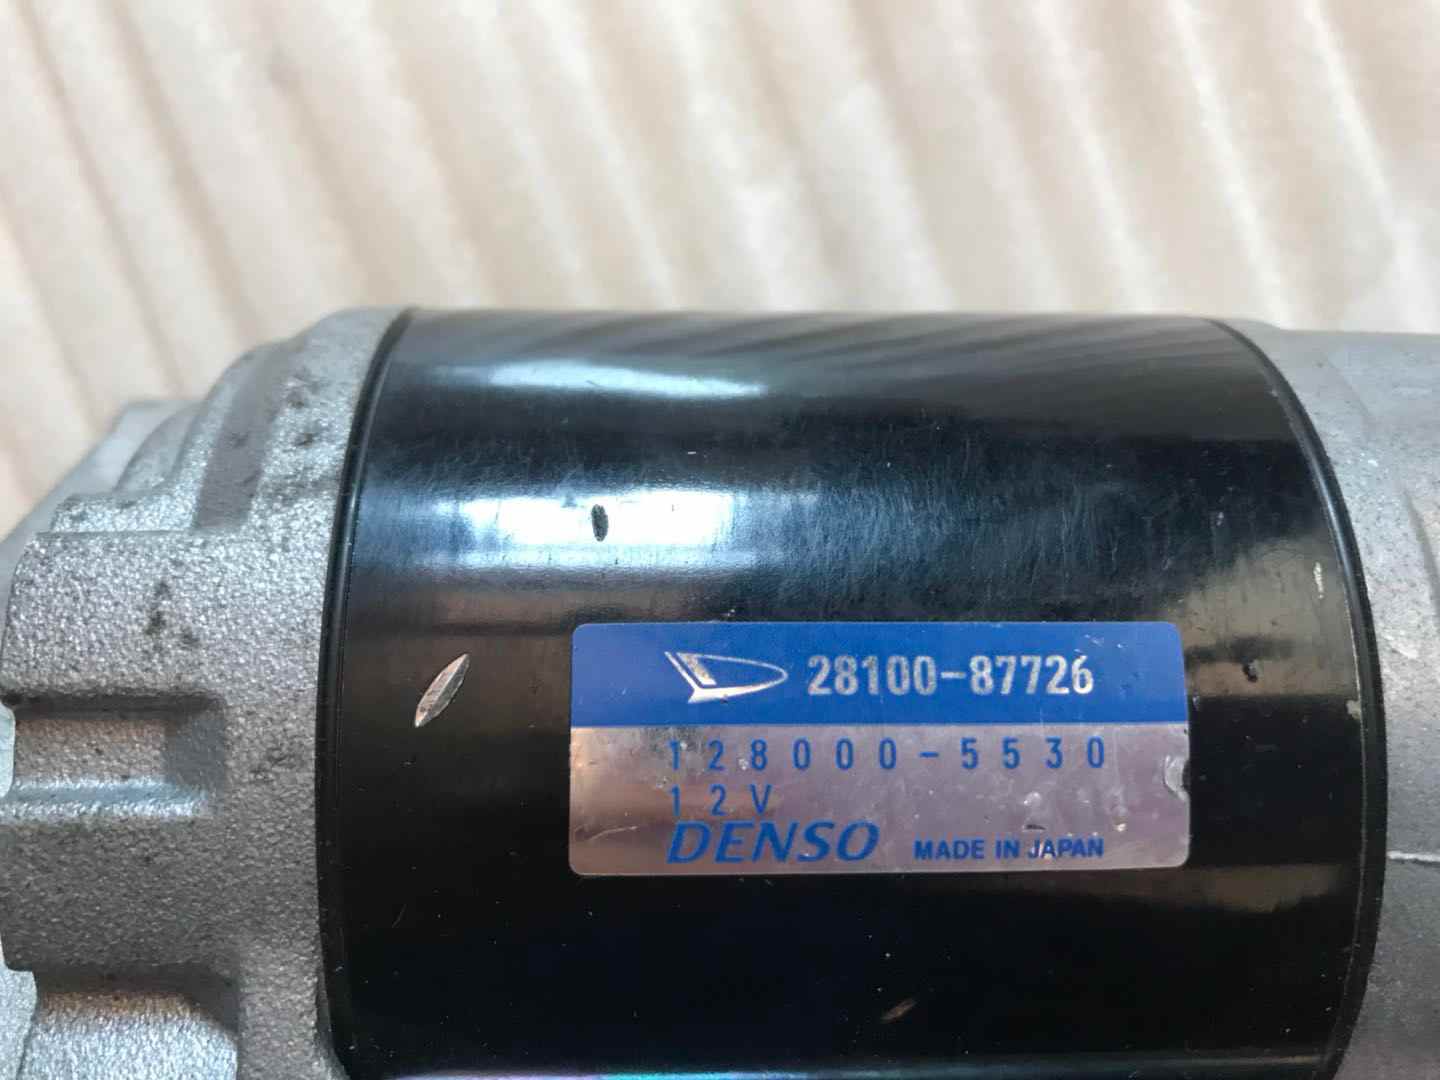 28100-87726
128000-5530
12V
DENSO MADE IN JAPAN